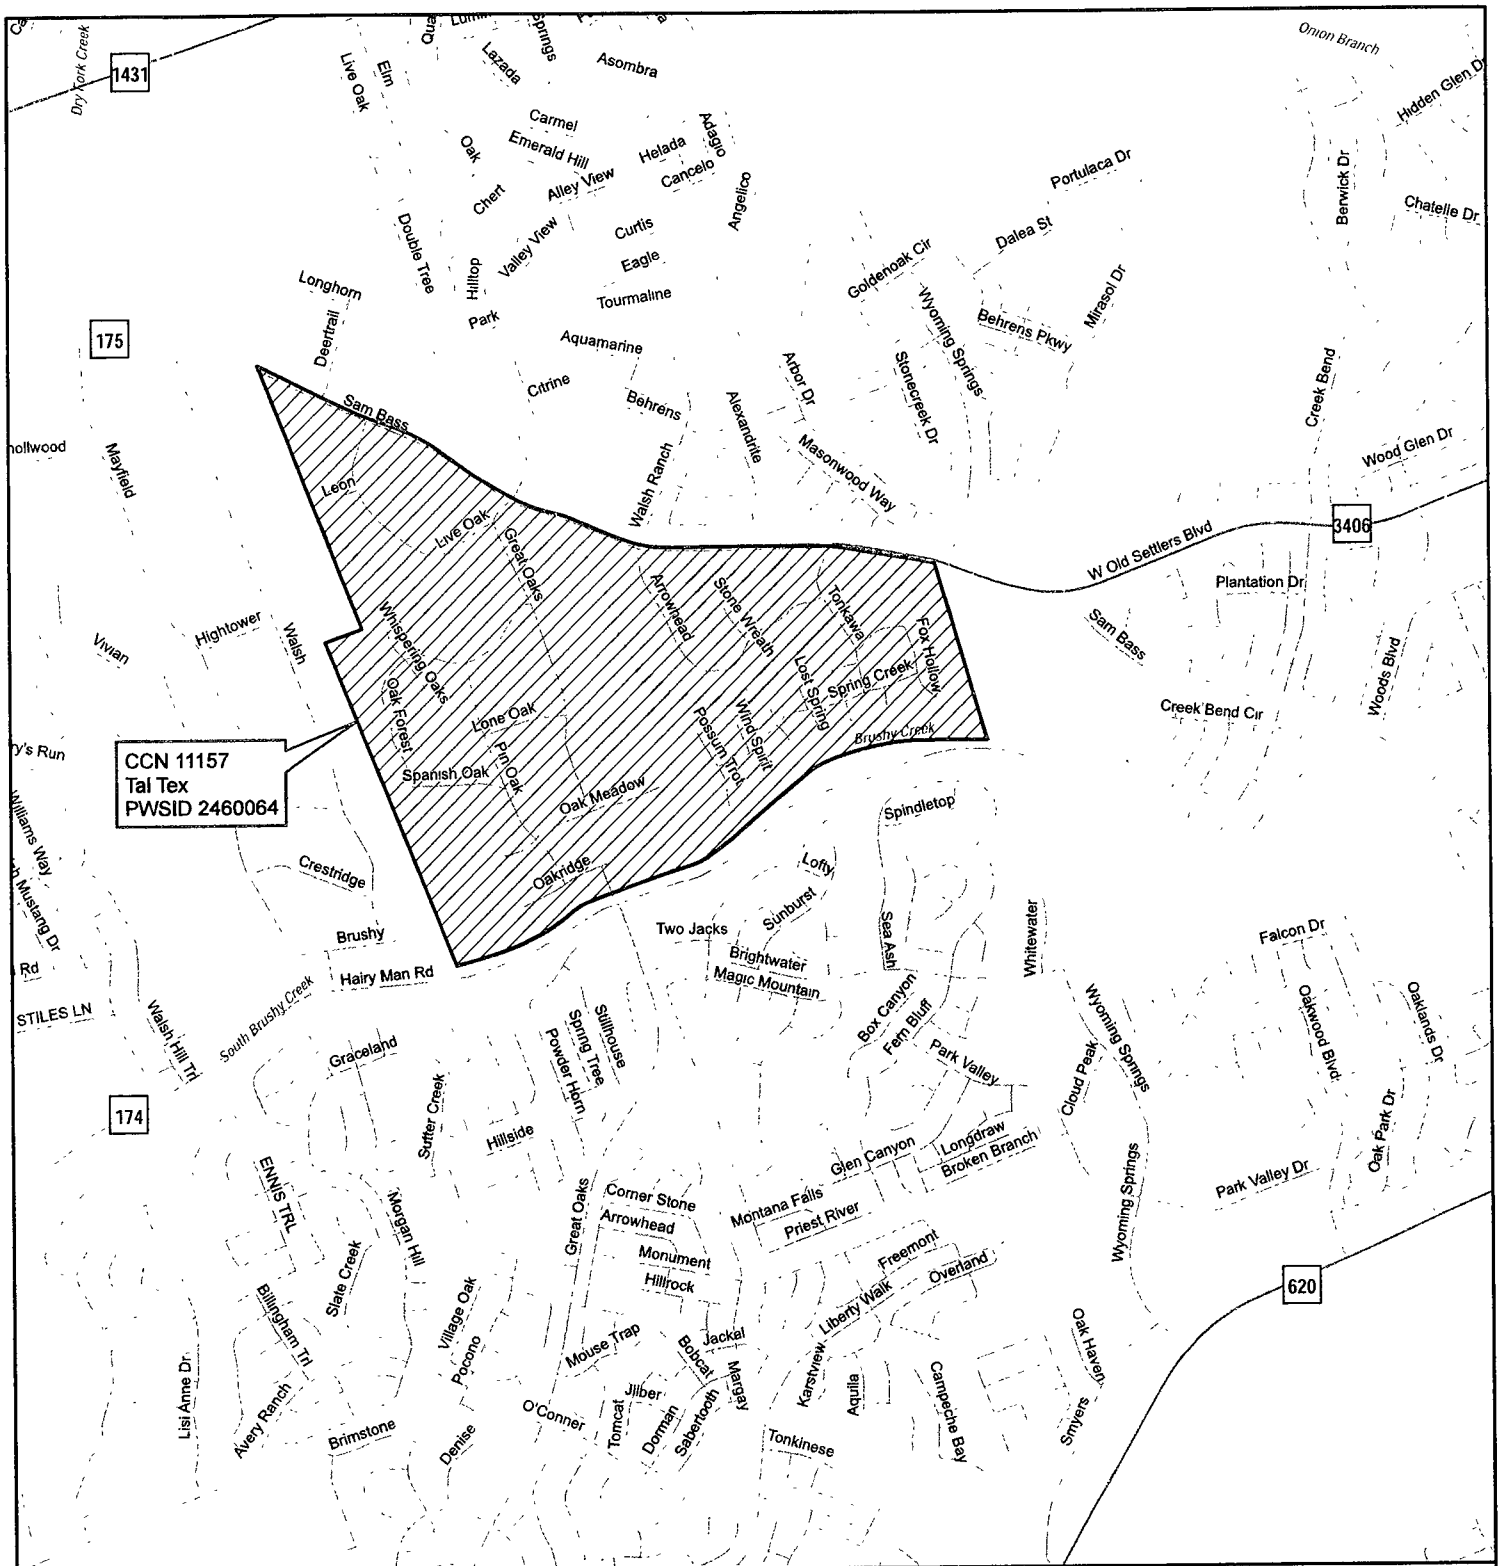 Dry Fork Creek
1431
Live Oak
Elm
Lazada
Springs
Asombra
Onion Branch
Carmel
Emerald Hill
Oak
Helada
Adagio
Cancelo
Alley View
Chert
Angelico
Portulaca Dr
Berwick Dr
Chatelle Dr
Double Tree
Valley View
Curtis
Eagle
Hilltop
Tourmaline
Park
Longhorn
Deertrail
Goldenoak Cir
Dalea St
Mirasol Dr
Wyoming Springs
Behrens Pkwy
175
Aquamarine
Citrine
Behrens
Arbor Dr
Stonecreek Dr
Alexandrite
Creek Bend
Sam Bass
Mayfield
Walsh Ranch
Masonwood Way
Wood Glen Dr
Leon
Live Oak
Great Oaks
3406
W Old Settlers Blvd
Plantation Dr
Arrowhead
Stone Wreath
Tonkawa
Fox Hollow
Sam Bass
Whispering Oaks
Hightower
Walsh
Vivian
Lost Spring
Spring Creek
Woods Blvd
Oak Forest
Lone Oak
Possum Trot
Wind Spirit
Brushy Creek
Creek Bend Cir
CCN 11157
Tal Tex
PWSID 2460064
Pin Oak
Spanish Oak
Oak Meadow
Spindletop
Williams Way
Crestridge
Oakridge
Lofty
Sunburst
Mustang Dr
Brushy
Two Jacks
Sea Ash
Whitewater
Falcon Dr
Rd
Hairy Man Rd
Brightwater
Magic Mountain
STILES LN
South Brushy Creek
Walsh Hill Trl
Box Canyon
Fern Bluff
Wyoming Springs
Oakwood Blvd
Oaklands Dr
Stillhouse
Spring Tree
Powder Horn
Graceland
Park Valley
Cloud Peak
174
Sutter Creek
Hillside
Oak Park Dr
Longdraw
Broken Branch
Glen Canyon
ENNIS TRL
Morgan Hill
Great Oaks
Corner Stone
Arrowhead
Montana Falls
Priest River
Park Valley Dr
Wyoming Springs
Slate Creek
Monument
Hillrock
Freemont
Overland
Liberty Walk
620
Billingham Trl
Village Oak
Pocono
Mouse Trap
Jackal
Bobcat
Margay
Karstview
Aquila
Campeche Bay
Oak Haven
Lisi Anne Dr
Avery Ranch
Jilber
Tomcat
Dorman
Sabertooth
O'Conner
Brimstone
Denise
Tonkinese
Smyers